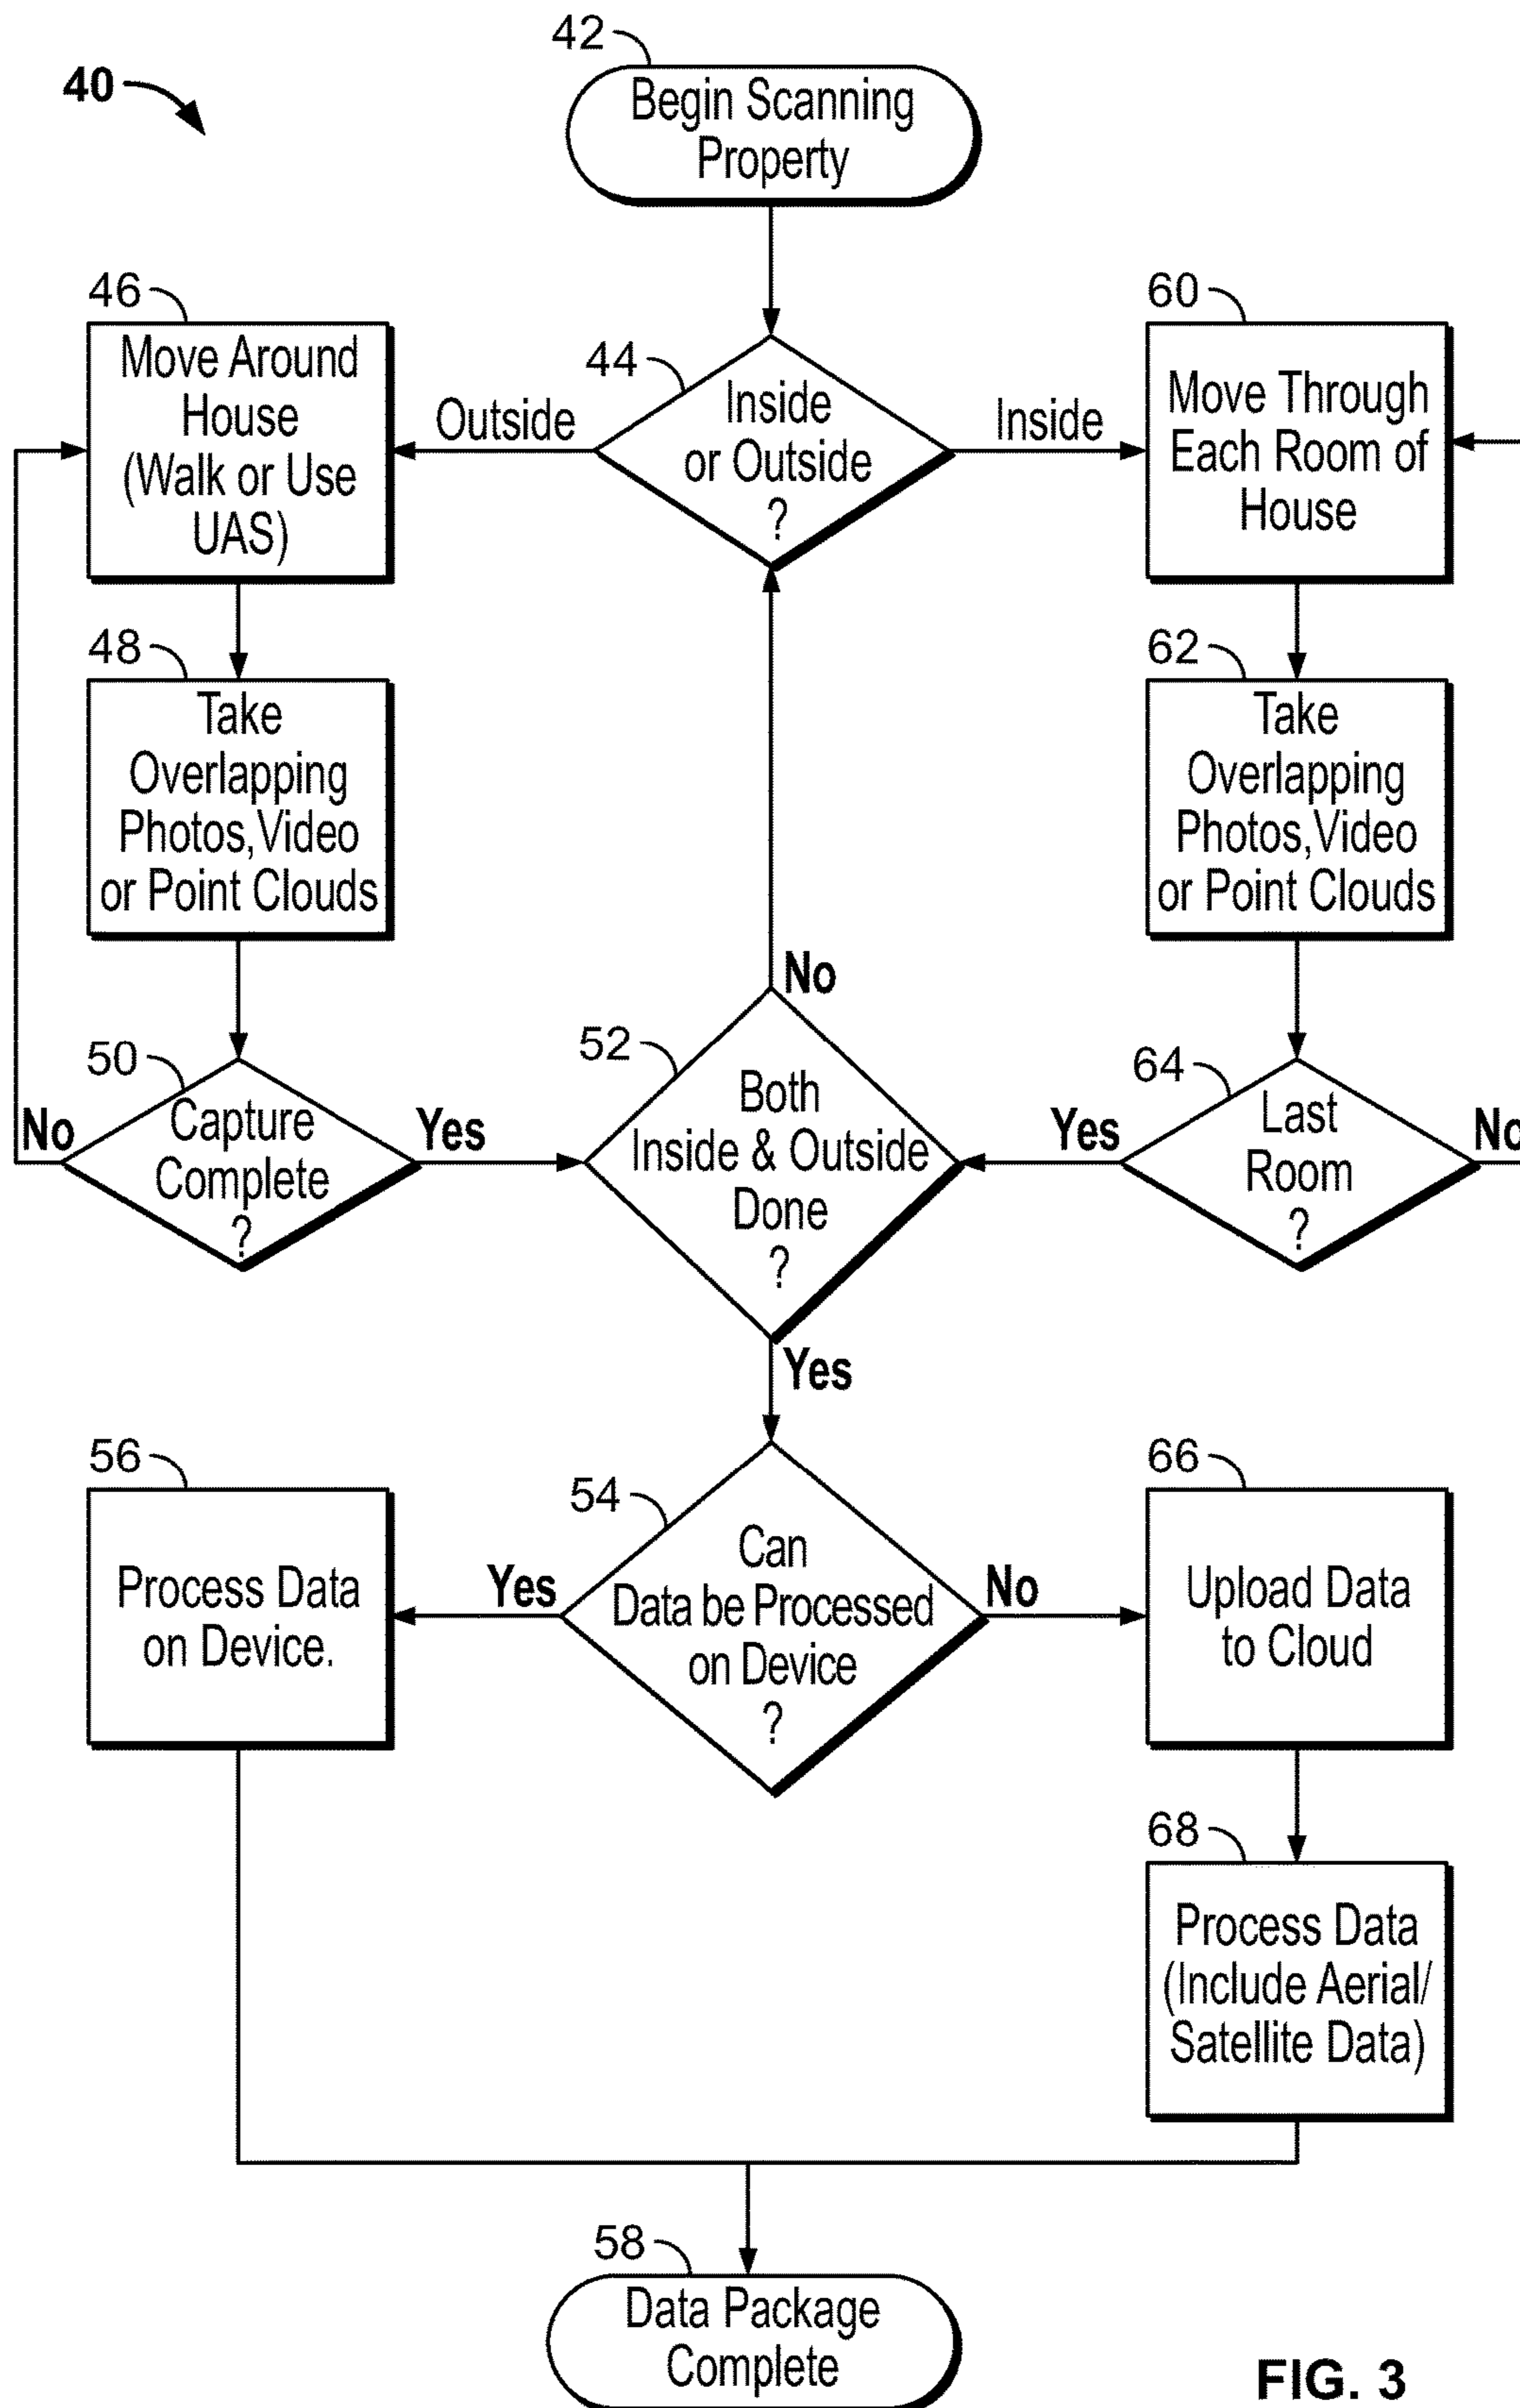 42
40
Begin Scanning
Property
46
Move Around
House
(Walk or Use
UAS)
Outside
44
Inside
or Outside
?
Inside
60
Move Through
Each Room of
House
48
Take
Overlapping
Photos,Video
or Point Clouds
62
Take
Overlapping
Photos,Video
or Point Clouds
No
50
Capture
Complete
?
No
Yes
52
Both
Inside & Outside
Done
?
Yes
64
Last
Room
?
No
Yes
56
Process Data
on Device.
Yes
54
Can
Data be Processed
on Device
?
No
66
Upload Data
to Cloud
68
Process Data
(Include Aerial/
Satellite Data)
58
Data Package
Complete
FIG. 3